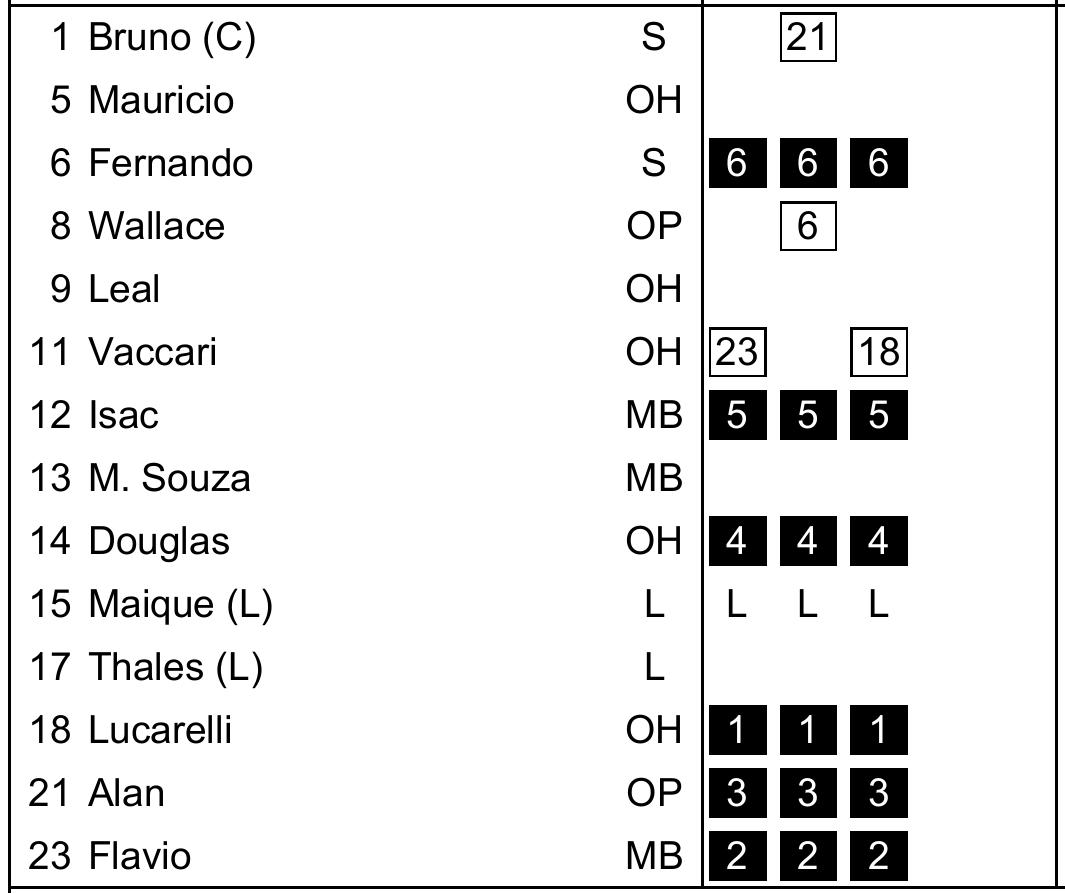 1 Bruno (C) S 21
5 Mauricio OH
6 Fernando S 6 6 6
8 Wallace OP 6
9 Leal OH
11 Vaccari OH 23 18
12 Isac MB 5 5 5
13 M. Souza MB
14 Douglas OH 4 4 4
15 Maique (L) L L L L
17 Thales (L) L
18 Lucarelli OH 1 1 1
21 Alan OP 3 3 3
23 Flavio MB 2 2 2